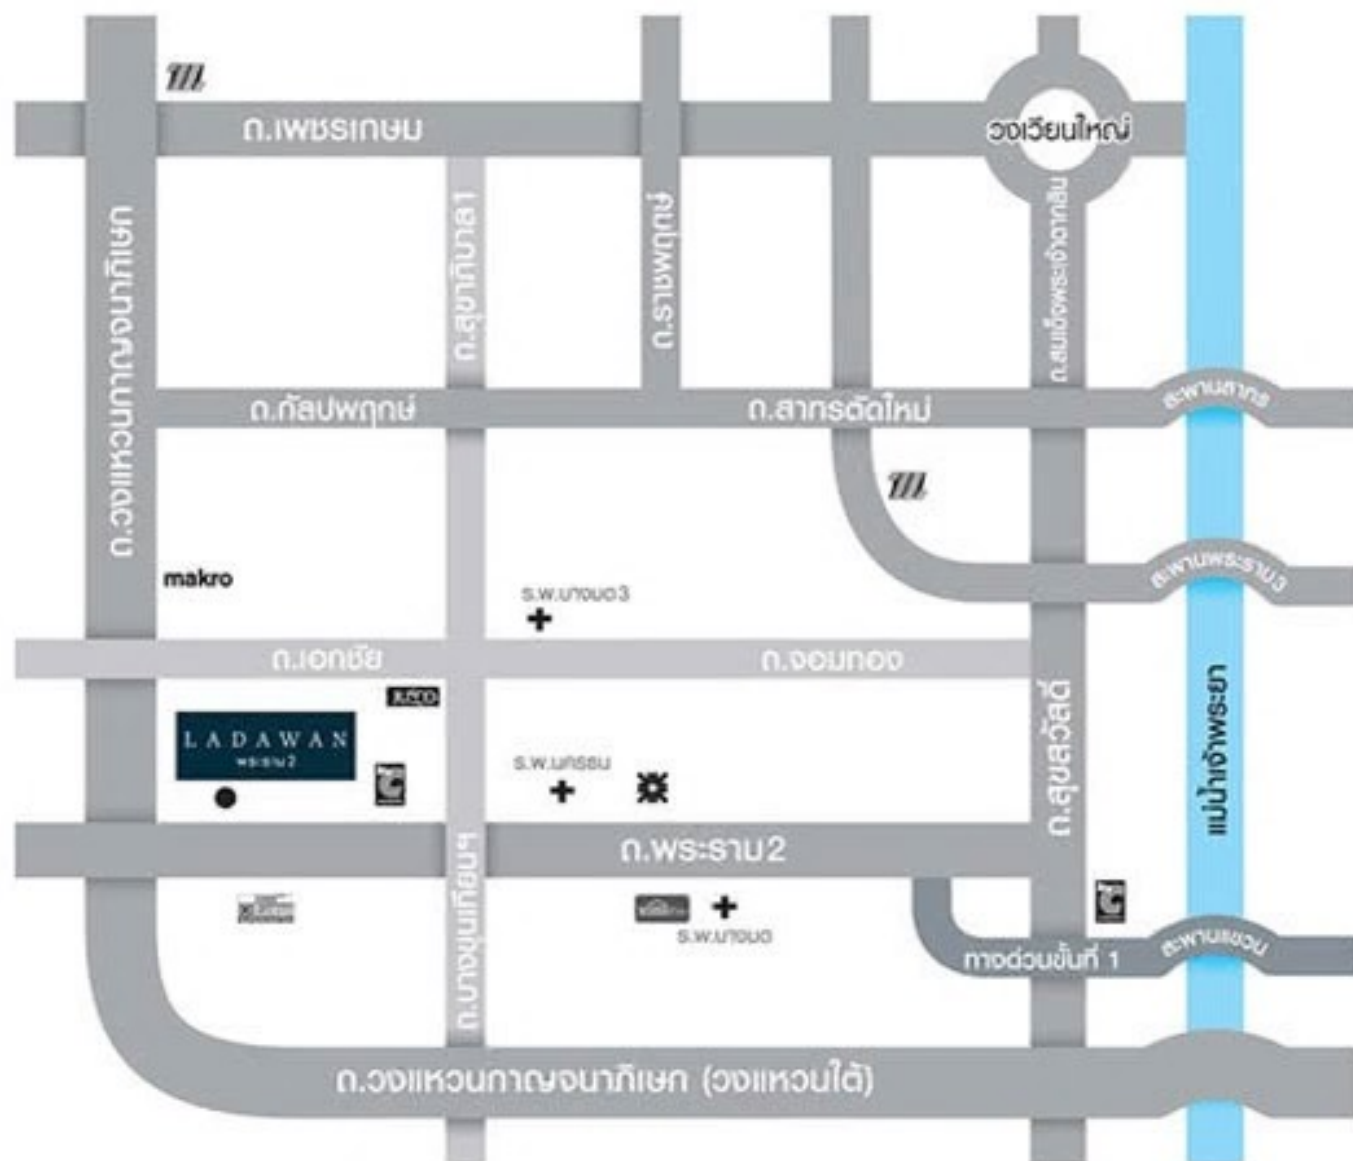 ถ.เพชรเกษม
วงเวียนใหญ่
ถ.วงแหวนกาญจนาภิเษก
ถ.สุขาภิบาล 1
ถ.ราชพฤกษ์
ถ.สมเด็จพระเจ้าตากสิน
ถ.กัลปพฤกษ์
ถ.สาทรตัดใหม่
สะพานสาทร
makro
ร.พ.บางมด 3
สะพานพระราม 3
ถ.เอกชัย
ถ.จอมทอง
LADAWAN
พระราม 2
ร.พ.นครธน
ถ.สุขสวัสดิ์
แม่น้ำเจ้าพระยา
ถ.พระราม 2
ถ.บางขุนเทียนฯ
ร.พ.บางมด
ทางด่วนขั้นที่ 1
สะพานแขวน
ถ.วงแหวนกาญจนาภิเษก (วงแหวนใต้)